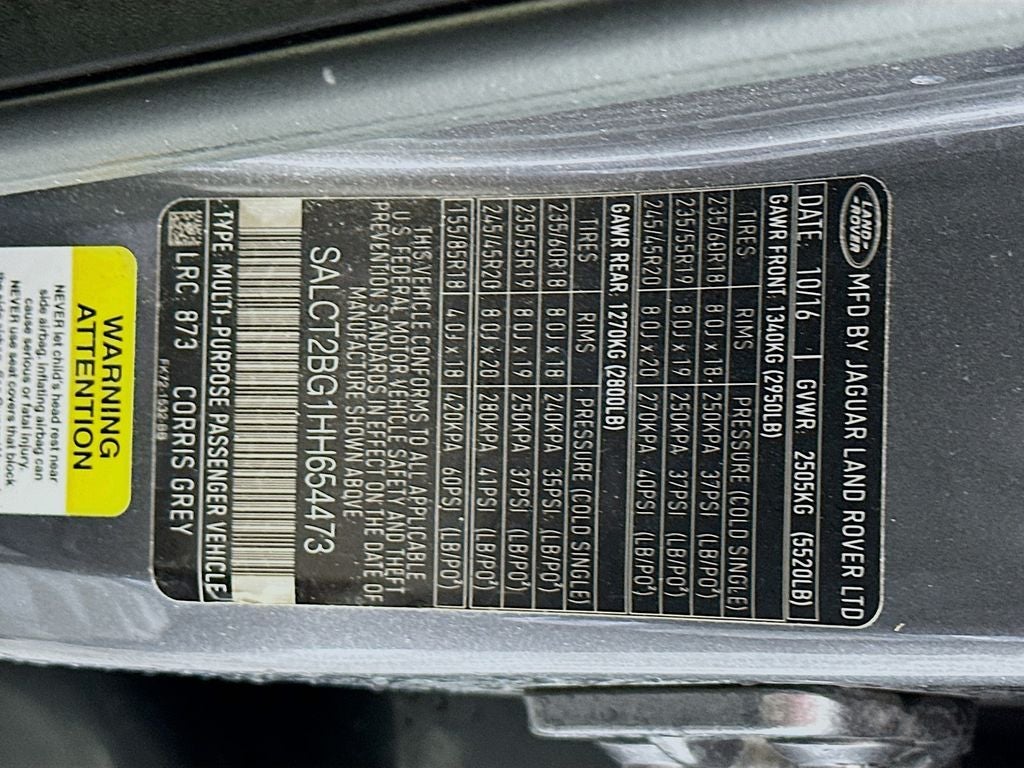 LAND ROVER MFD BY JAGUAR LAND ROVER LTD
DATE: 10/16 GVWR: 2505KG (5520LB)
GAWR FRONT: 1340KG (2950LB)
TIRES RIMS PRESSURE (COLD SINGLE)
235/60R18 8.0J x 18 250KPA 37PSI (LB/PO²)
235/55R19 8.0J x 19 250KPA 37PSI (LB/PO²)
245/45R20 8.0J x 20 270KPA 40PSI (LB/PO²)
GAWR REAR: 1270KG (2800LB)
TIRES RIMS PRESSURE (COLD SINGLE)
235/60R18 8.0J x 18 240KPA 35PSI (LB/PO²)
235/55R19 8.0J x 19 250KPA 37PSI (LB/PO²)
245/45R20 8.0J x 20 280KPA 41PSI (LB/PO²)
155/85R18 4.0J x 18 420KPA 60PSI (LB/PO²)
THIS VEHICLE CONFORMS TO ALL APPLICABLE
U.S. FEDERAL MOTOR VEHICLE SAFETY AND THEFT
PREVENTION STANDARDS IN EFFECT ON THE DATE OF
MANUFACTURE SHOWN ABOVE.
SALCT2BG1HH654473
TYPE: MULTI-PURPOSE PASSENGER VEHICLE
LRC: 873 CORRIS GREY
WARNING
ATTENTION
NEVER let child's head rest near
side airbag. Inflating airbag can
cause serious or fatal injury.
NEVER use seat covers that block